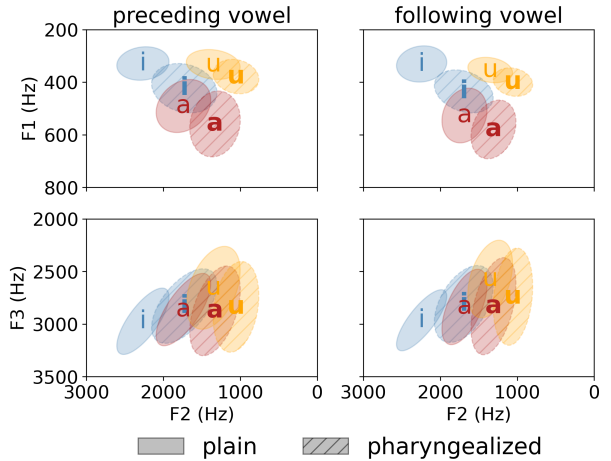 preceding vowel
following vowel
200
400
600
800
F1 (Hz)
i
i
a
a
u
u
i
i
a
a
u
u
2000
2500
3000
3500
F3 (Hz)
i
i
a
a
u
u
i
i
a
a
u
u
3000 2000 1000 0
3000 2000 1000 0
F2 (Hz)
F2 (Hz)
plain
pharyngealized